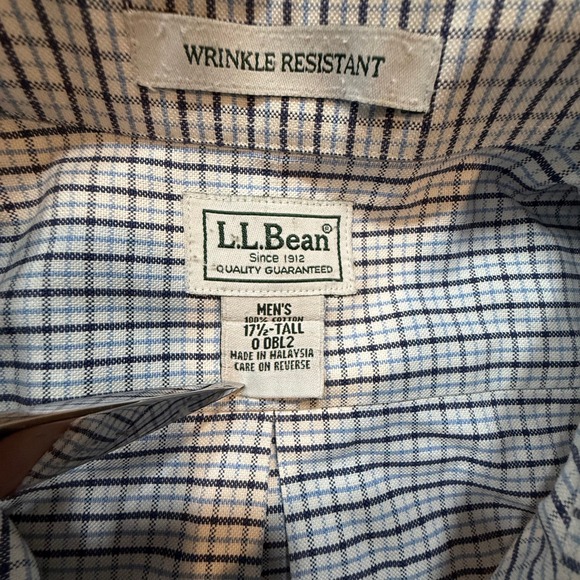 WRINKLE RESISTANT
L.L.Bean®
Since 1912
QUALITY GUARANTEED
MEN'S
100% COTTON
17½-TALL
0 DBL2
MADE IN MALAYSIA
CARE ON REVERSE